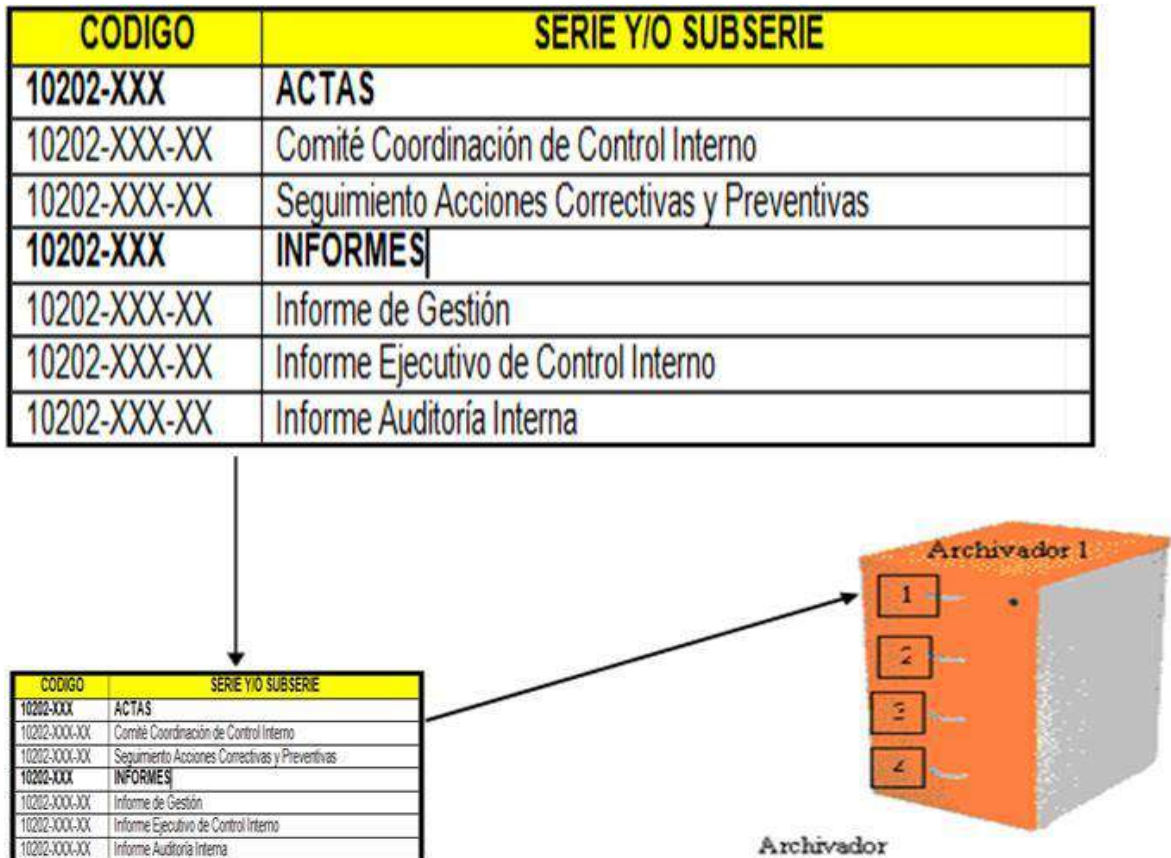 CODIGO SERIE Y/O SUBSERIE
10202-XXX ACTAS
10202-XXX-XX Comité Coordinación de Control Interno
10202-XXX-XX Seguimiento Acciones Correctivas y Preventivas
10202-XXX INFORMES
10202-XXX-XX Informe de Gestión
10202-XXX-XX Informe Ejecutivo de Control Interno
10202-XXX-XX Informe Auditoría Interna
Archivador 1
1
2
3
4
CODIGO SERIE Y/O SUBSERIE
10202-XXX ACTAS
10202-XXX-XX Comité Coordinación de Control Interno
10202-XXX-XX Seguimiento Acciones Correctivas y Preventivas
10202-XXX INFORMES
10202-XXX-XX Informe de Gestión
10202-XXX-XX Informe Ejecutivo de Control Interno
10202-XXX-XX Informe Auditoría Interna
Archivador